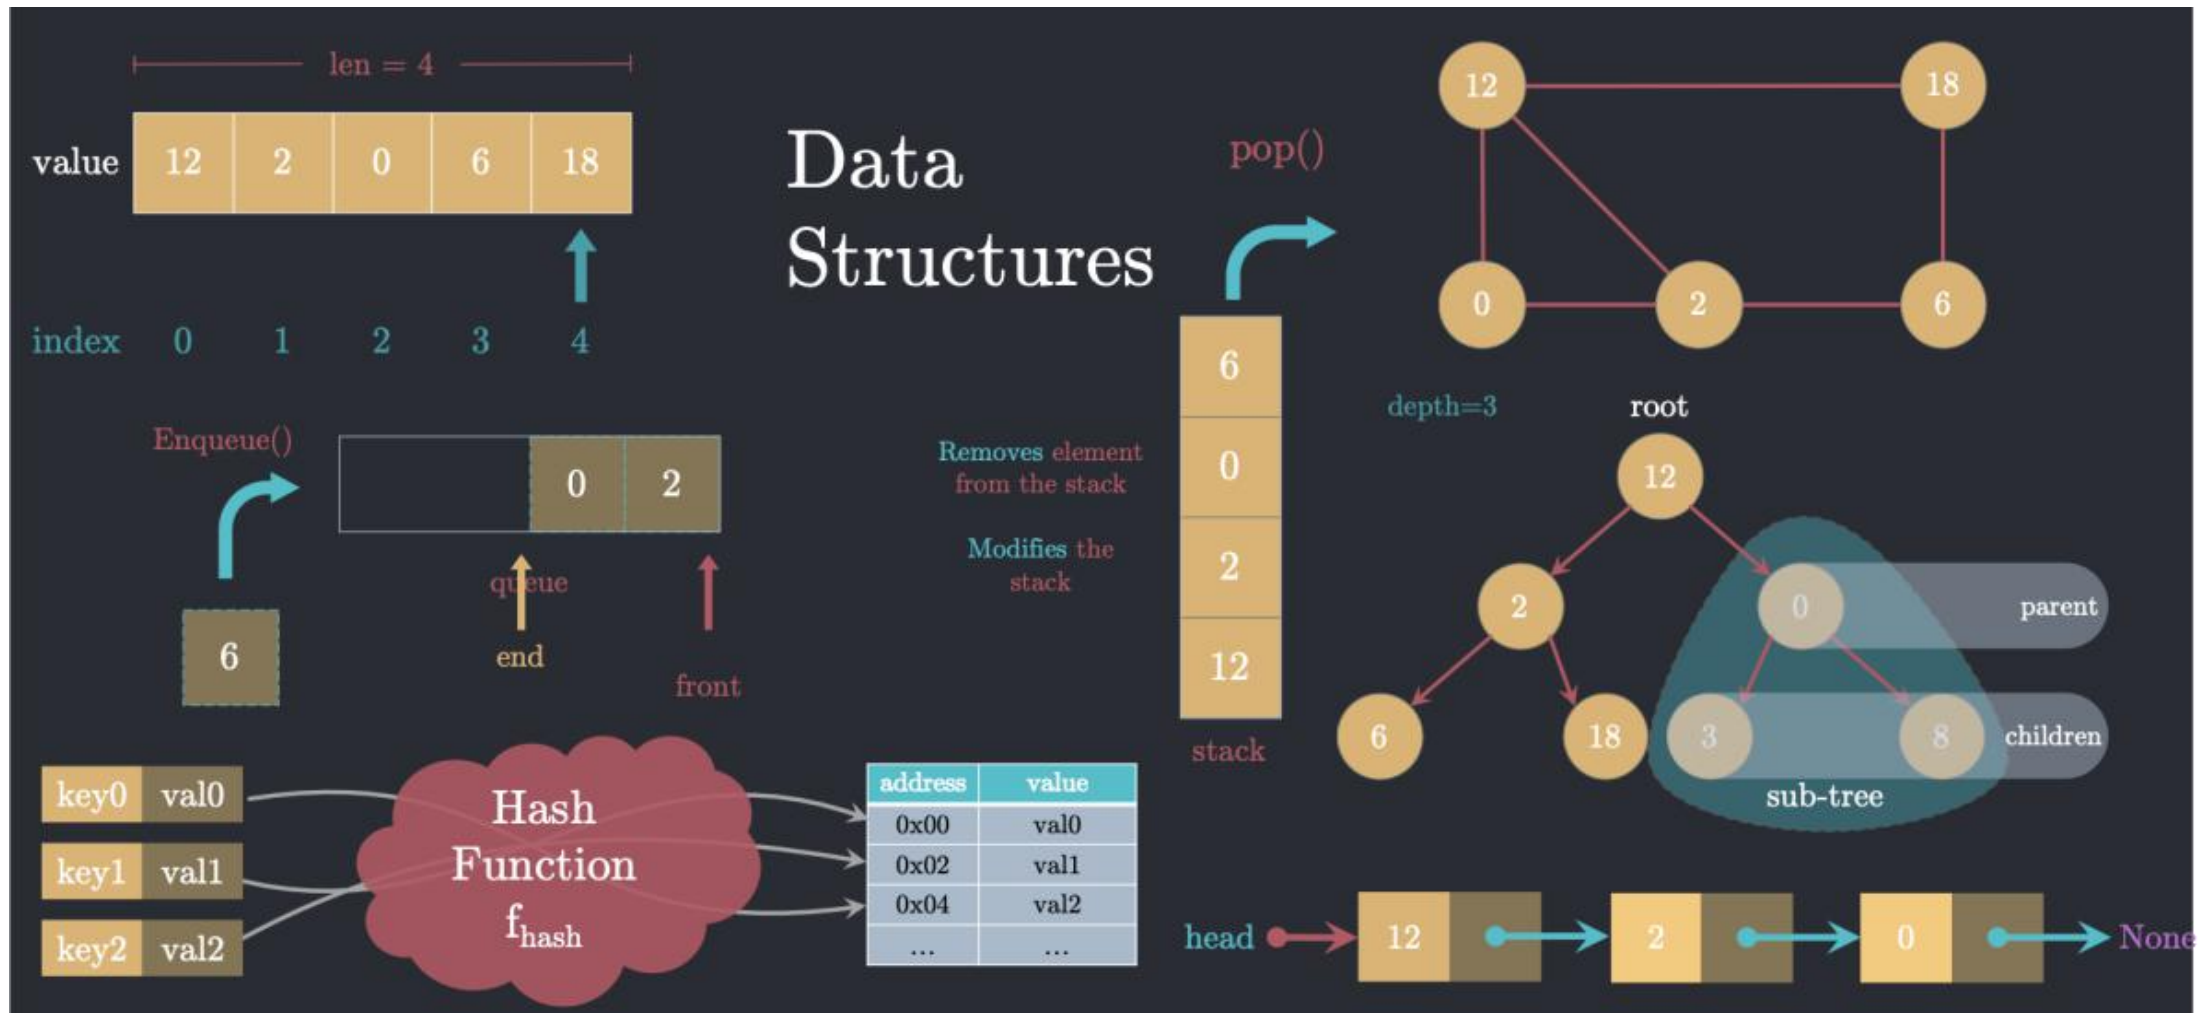 len = 4
value 12 2 0 6 18
index 0 1 2 3 4
Data
Structures
Enqueue()
0 2
queue
end
front
6
pop()
6
0
2
12
stack
Removes element
from the stack
Modifies the
stack
12 18
0 2 6
depth=3
root
12
2 0 parent
6 18 3 8 children
sub-tree
key0 val0
key1 val1
key2 val2
Hash
Function
fhash
address value
0x00 val0
0x02 val1
0x04 val2
... ...
head 12 2 0 None